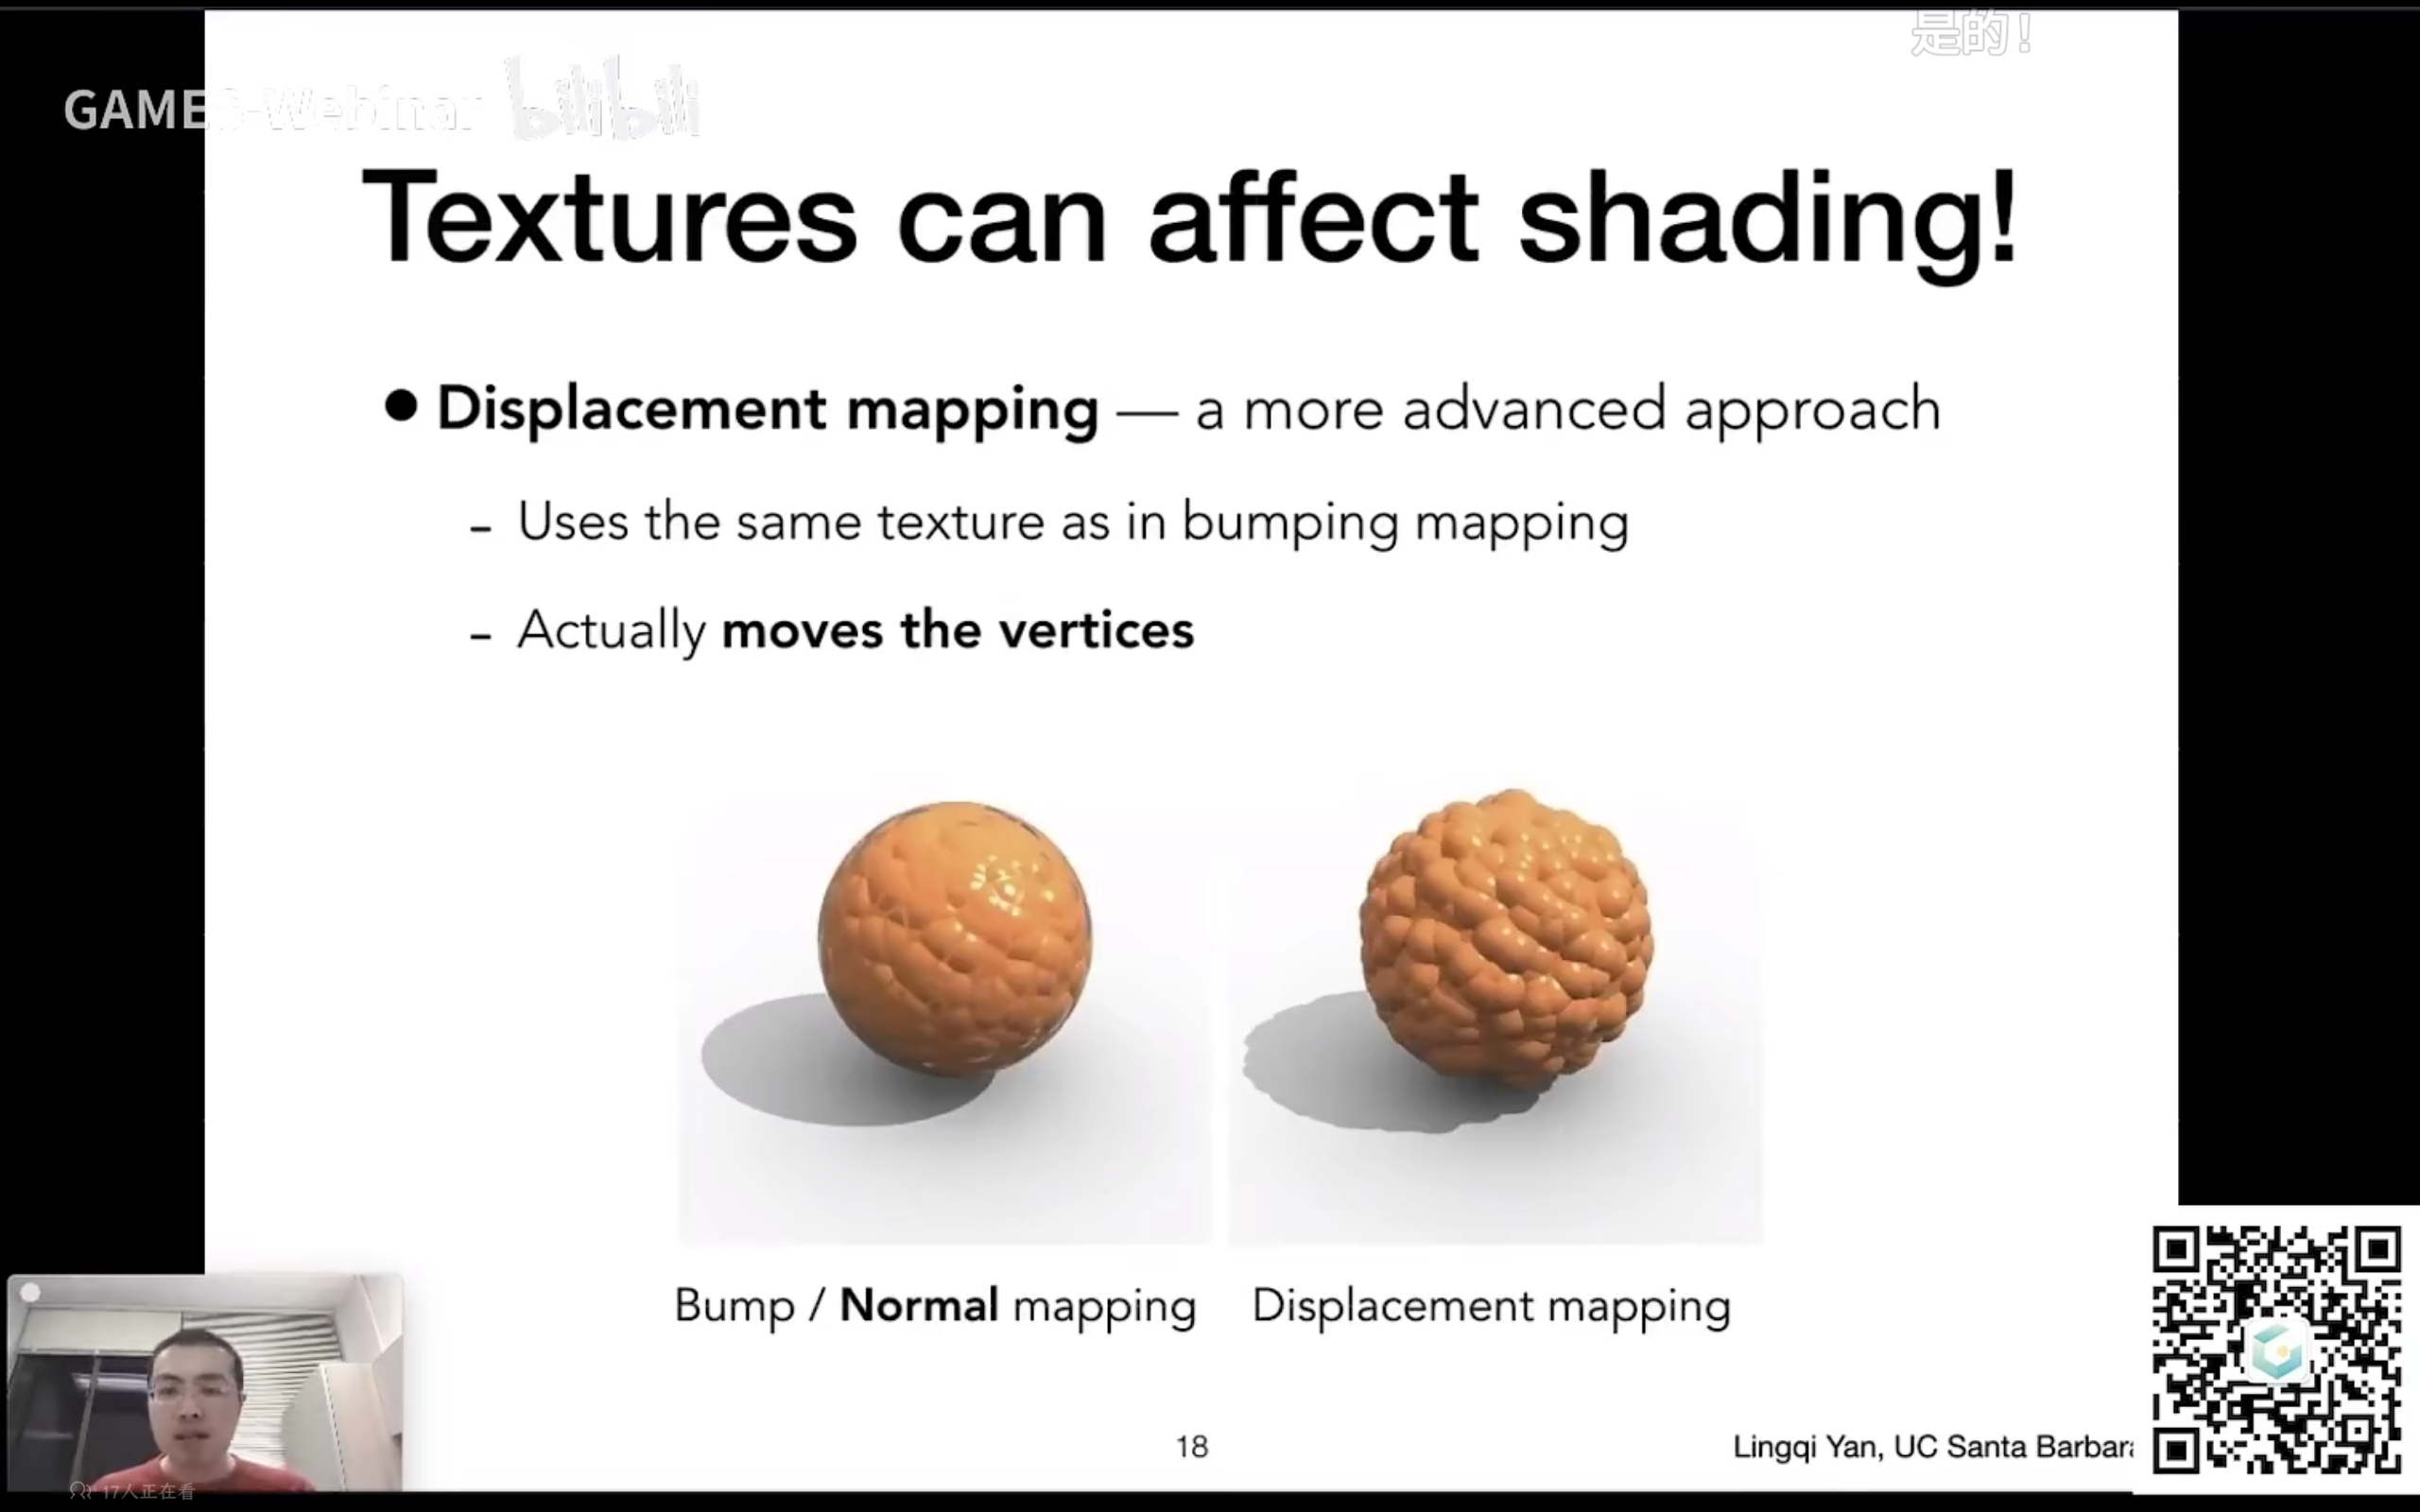 是的！
GAMES-Webinar bilibili
Textures can affect shading!
● Displacement mapping — a more advanced approach
- Uses the same texture as in bumping mapping
- Actually moves the vertices
Bump / Normal mapping
Displacement mapping
18
Lingqi Yan, UC Santa Barbara
17人正在看